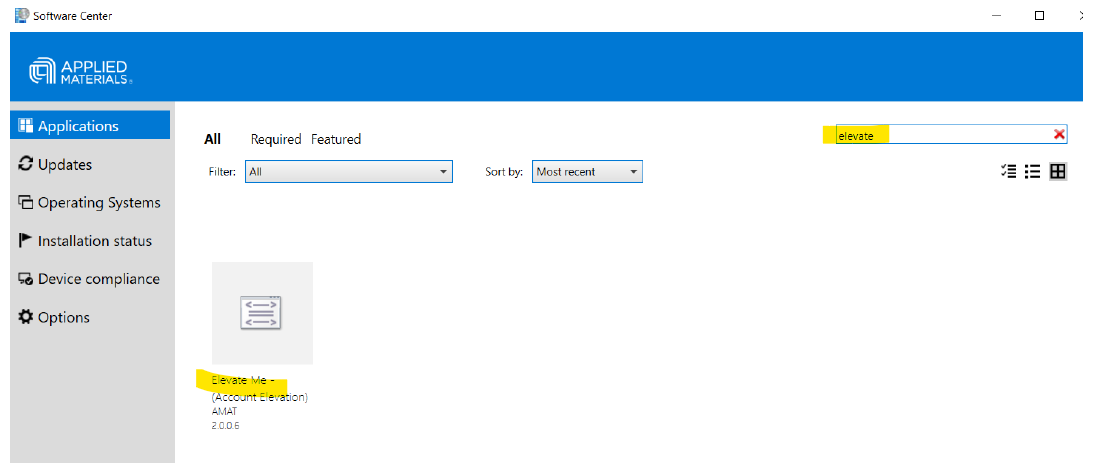 Software Center
APPLIED
MATERIALS®
Applications
Updates
Operating Systems
Installation status
Device compliance
Options
All Required Featured
elevate
Filter: All Sort by: Most recent
Elevate Me -
(Account Elevation)
AMAT
2.0.0.6